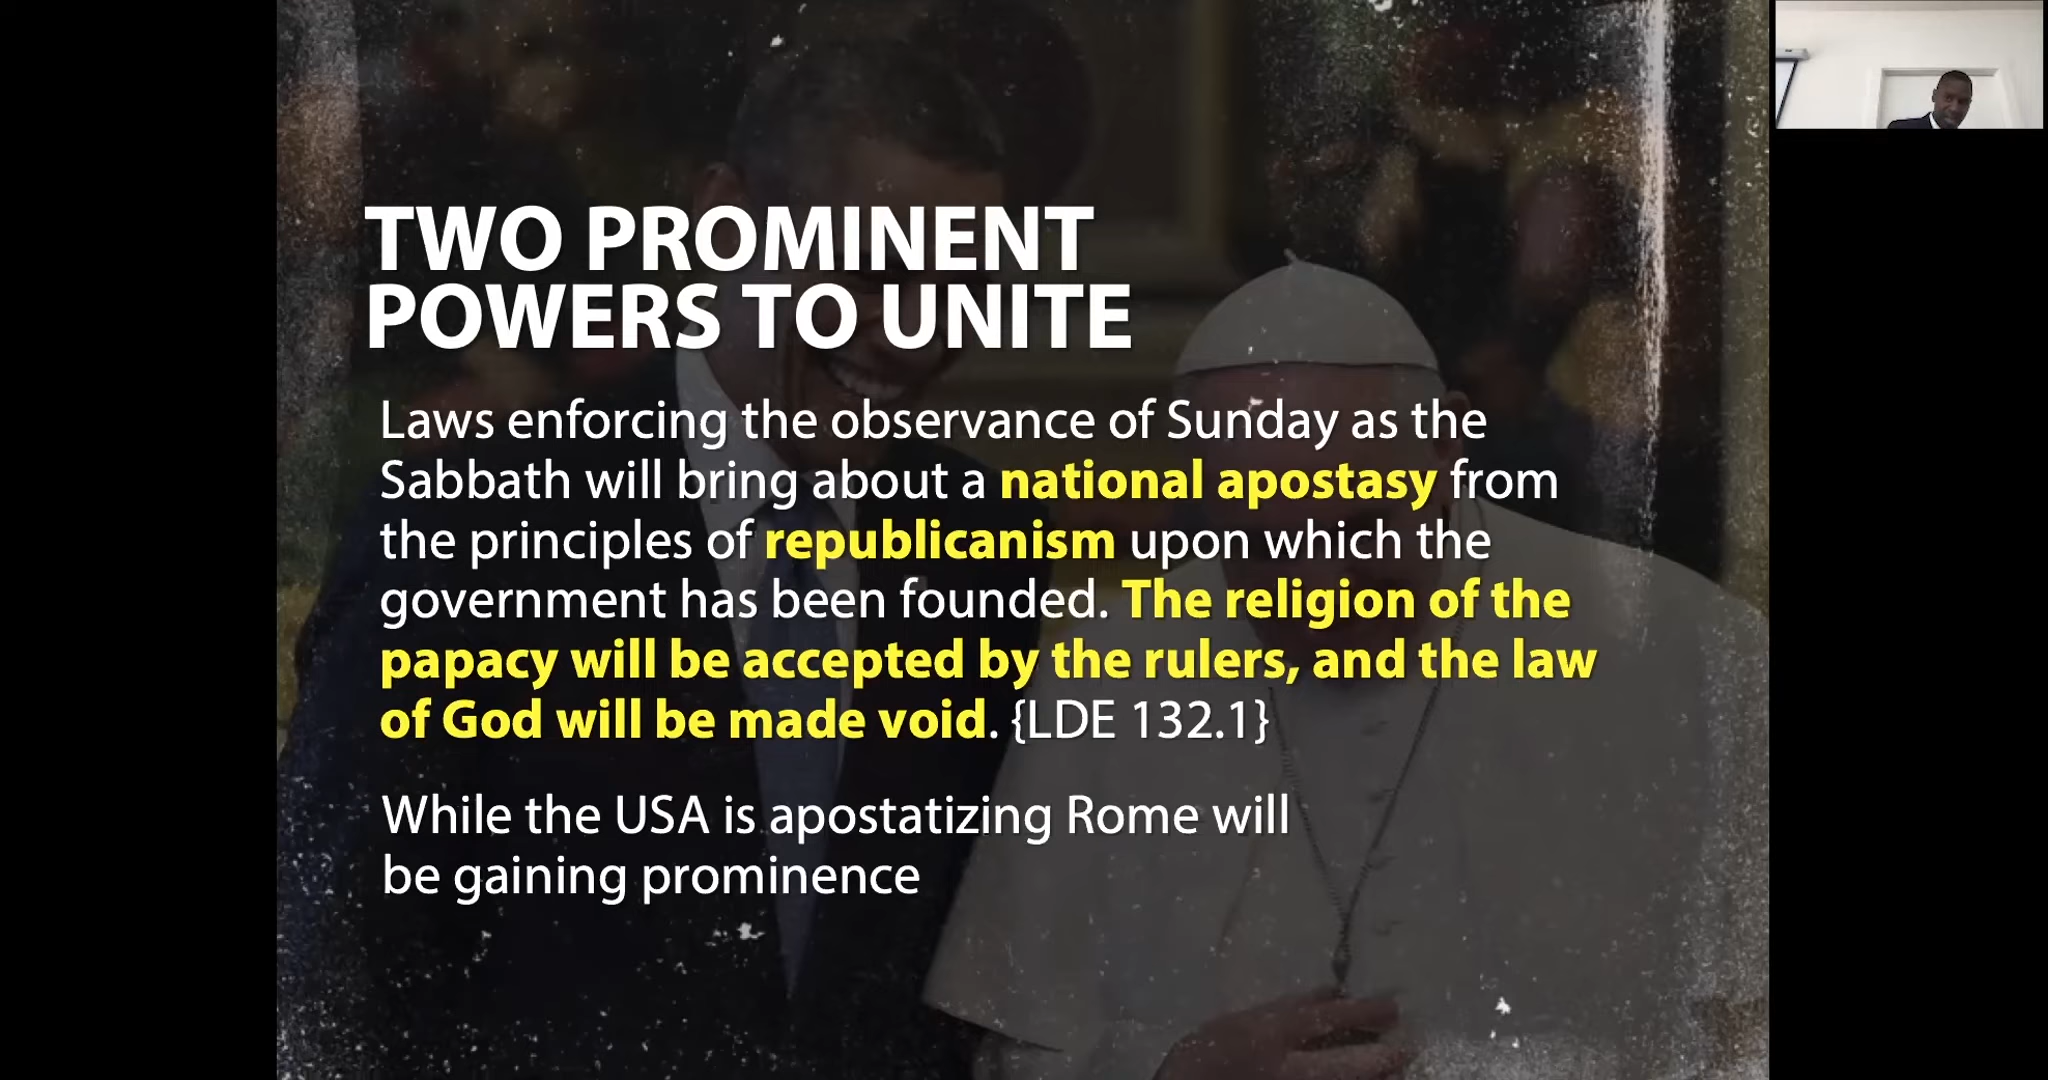 TWO PROMINENT
POWERS TO UNITE
Laws enforcing the observance of Sunday as the
Sabbath will bring about a national apostasy from
the principles of republicanism upon which the
government has been founded. The religion of the
papacy will be accepted by the rulers, and the law
of God will be made void. {LDE 132.1}
While the USA is apostatizing Rome will
be gaining prominence